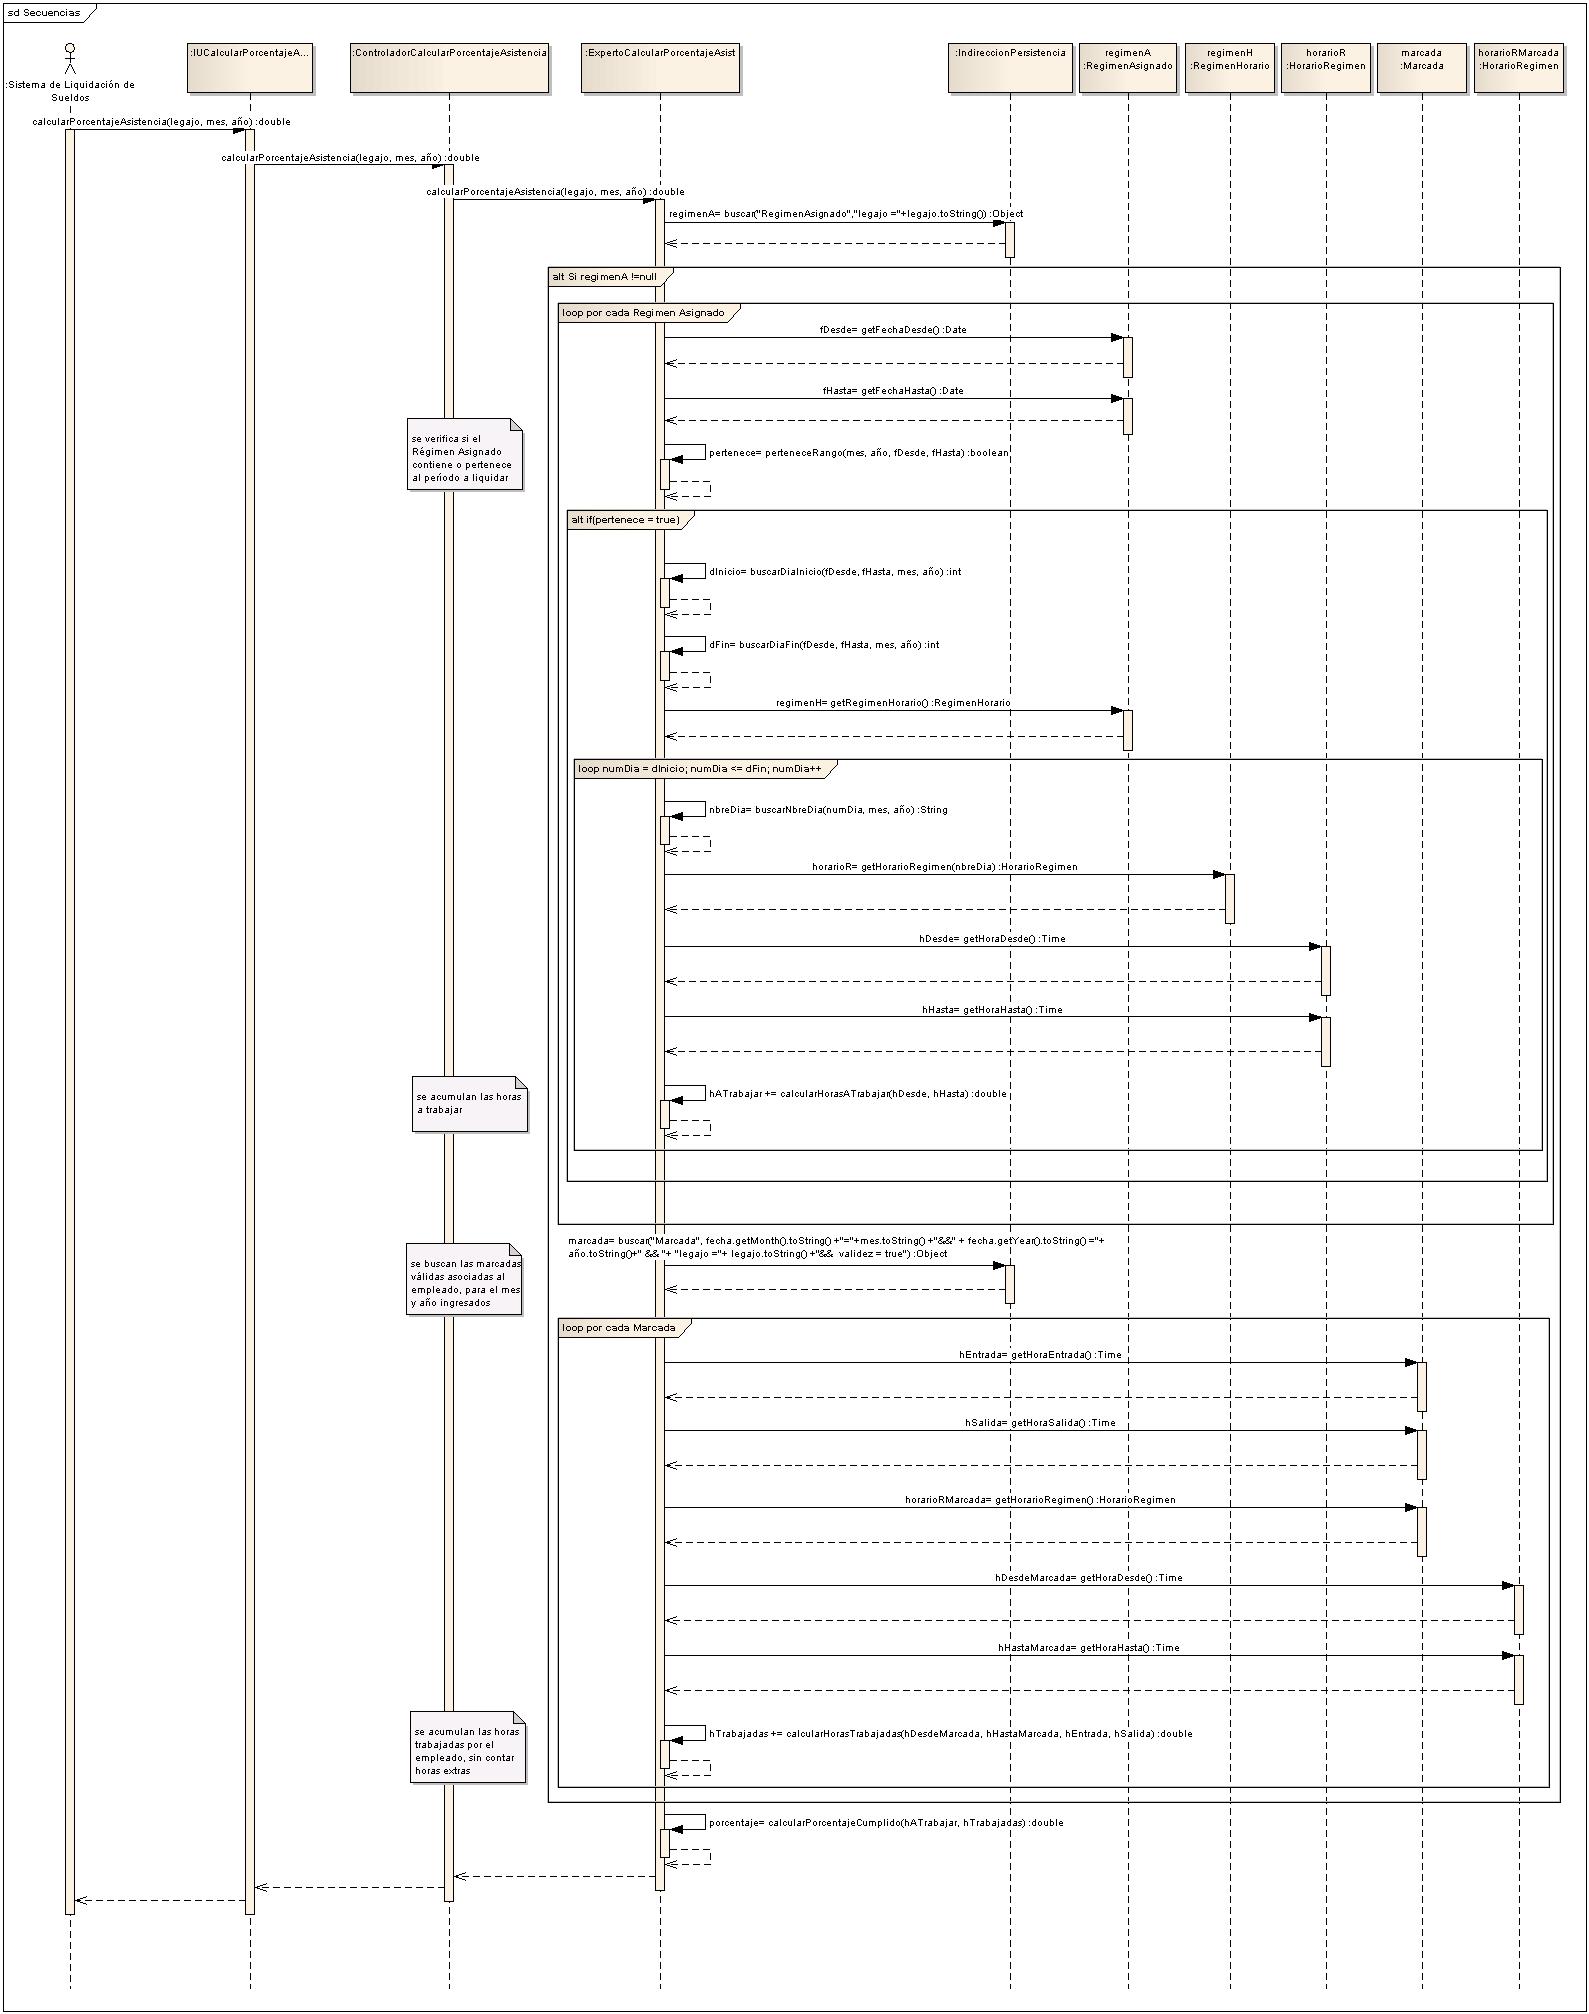 sd Secuencias
:Sistema de Liquidación de
Sueldos
:IUCalcularPorcentajeA...
:ControladorCalcularPorcentajeAsistencia
:ExpertoCalcularPorcentajeAsist
:IndireccionPersistencia
regimenA
:RegimenAsignado
regimenH
:RegimenHorario
horarioR
:HorarioRegimen
marcada
:Marcada
horarioRMarcada
:HorarioRegimen
calcularPorcentajeAsistencia(legajo, mes, año) :double
calcularPorcentajeAsistencia(legajo, mes, año) :double
calcularPorcentajeAsistencia(legajo, mes, año) :double
regimenA= buscar("RegimenAsignado","legajo ="+legajo.toString()) :Object
alt Si regimenA !=null
loop por cada Regimen Asignado
fDesde= getFechaDesde() :Date
fHasta= getFechaHasta() :Date
se verifica si el
Régimen Asignado
contiene o pertenece
al período a liquidar
pertenece= perteneceRango(mes, año, fDesde, fHasta) :boolean
alt if(pertenece = true)
dInicio= buscarDiaInicio(fDesde, fHasta, mes, año) :int
dFin= buscarDiaFin(fDesde, fHasta, mes, año) :int
regimenH= getRegimenHorario() :RegimenHorario
loop numDia = dInicio; numDia <= dFin; numDia++
nbreDia= buscarNbreDia(numDia, mes, año) :String
horarioR= getHorarioRegimen(nbreDia) :HorarioRegimen
hDesde= getHoraDesde() :Time
hHasta= getHoraHasta() :Time
se acumulan las horas
a trabajar
hATrabajar += calcularHorasATrabajar(hDesde, hHasta) :double
marcada= buscar("Marcada", fecha.getMonth().toString() +"="+mes.toString() +"&&" + fecha.getYear().toString() ="+
año.toString()+" && "+ "legajo ="+ legajo.toString() +"&&  validez = true") :Object
se buscan las marcadas
válidas asociadas al
empleado, para el mes
y año ingresados
loop por cada Marcada
hEntrada= getHoraEntrada() :Time
hSalida= getHoraSalida() :Time
horarioRMarcada= getHorarioRegimen() :HorarioRegimen
hDesdeMarcada= getHoraDesde() :Time
hHastaMarcada= getHoraHasta() :Time
se acumulan las horas
trabajadas por el
empleado, sin contar
horas extras
hTrabajadas += calcularHorasTrabajadas(hDesdeMarcada, hHastaMarcada, hEntrada, hSalida) :double
porcentaje= calcularPorcentajeCumplido(hATrabajar, hTrabajadas) :double